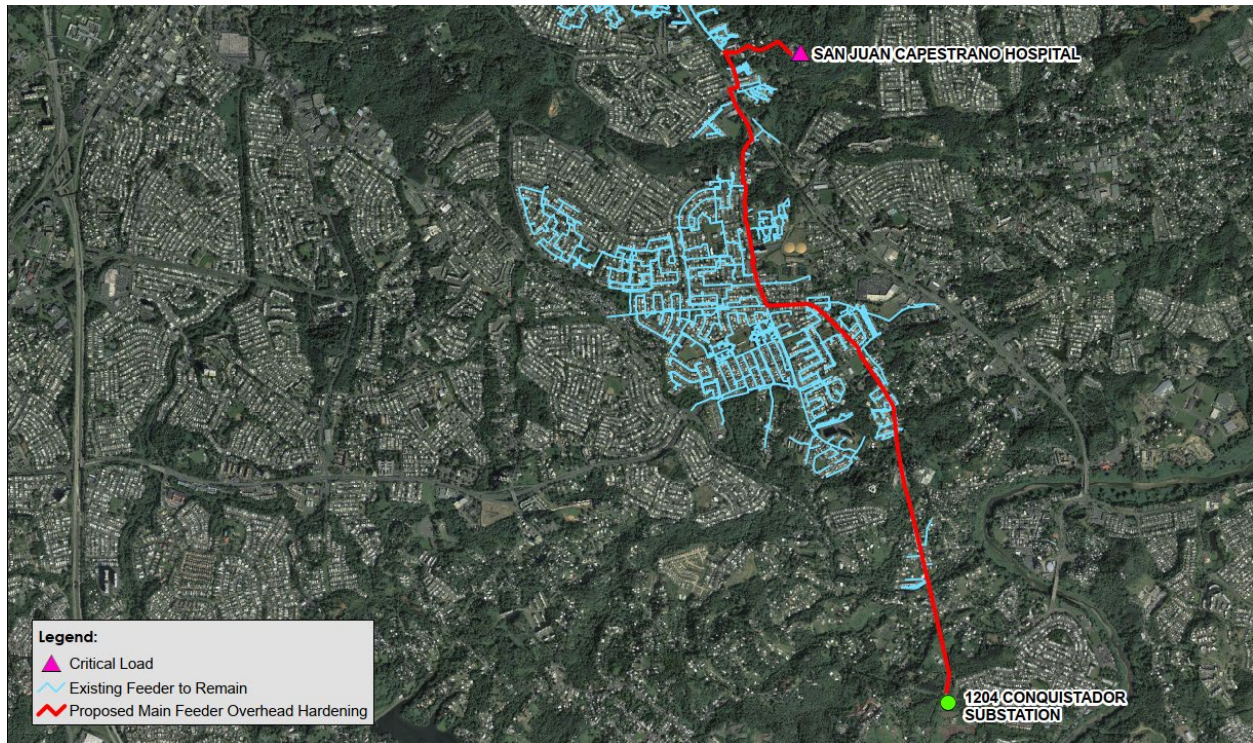 SAN JUAN CAPESTRANO HOSPITAL
Legend:
Critical Load
Existing Feeder to Remain
Proposed Main Feeder Overhead Hardening
1204 CONQUISTADOR
SUBSTATION